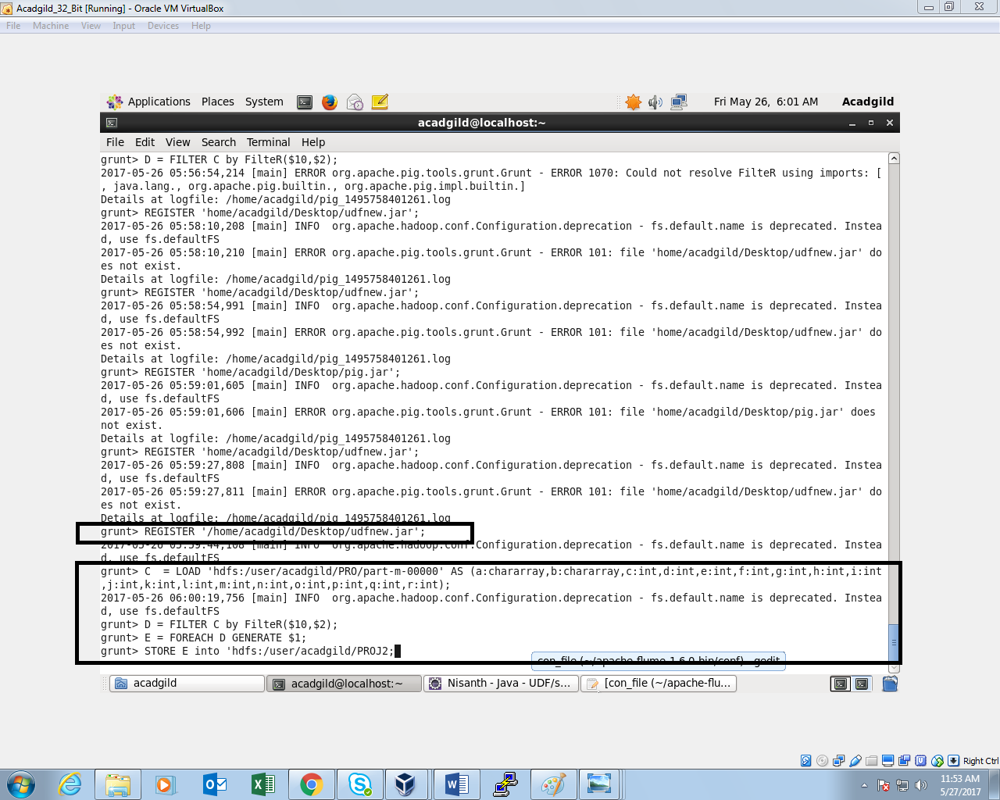 Acadgild_32_Bit [Running] - Oracle VM VirtualBox
File Machine View Input Devices Help
Applications Places System Fri May 26, 6:01 AM Acadgild
acadgild@localhost:~
File Edit View Search Terminal Help
grunt> D = FILTER C by FilteR($10,$2);
2017-05-26 05:56:54,214 [main] ERROR org.apache.pig.tools.grunt.Grunt - ERROR 1070: Could not resolve FilteR using imports: [
, java.lang., org.apache.pig.builtin., org.apache.pig.impl.builtin.]
Details at logfile: /home/acadgild/pig_1495758401261.log
grunt> REGISTER 'home/acadgild/Desktop/udfnew.jar';
2017-05-26 05:58:10,208 [main] INFO  org.apache.hadoop.conf.Configuration.deprecation - fs.default.name is deprecated. Instea
d, use fs.defaultFS
2017-05-26 05:58:10,210 [main] ERROR org.apache.pig.tools.grunt.Grunt - ERROR 101: file 'home/acadgild/Desktop/udfnew.jar' do
es not exist.
Details at logfile: /home/acadgild/pig_1495758401261.log
grunt> REGISTER 'home/acadgild/Desktop/udfnew.jar';
2017-05-26 05:58:54,991 [main] INFO  org.apache.hadoop.conf.Configuration.deprecation - fs.default.name is deprecated. Instea
d, use fs.defaultFS
2017-05-26 05:58:54,992 [main] ERROR org.apache.pig.tools.grunt.Grunt - ERROR 101: file 'home/acadgild/Desktop/udfnew.jar' do
es not exist.
Details at logfile: /home/acadgild/pig_1495758401261.log
grunt> REGISTER 'home/acadgild/Desktop/pig.jar';
2017-05-26 05:59:01,605 [main] INFO  org.apache.hadoop.conf.Configuration.deprecation - fs.default.name is deprecated. Instea
d, use fs.defaultFS
2017-05-26 05:59:01,606 [main] ERROR org.apache.pig.tools.grunt.Grunt - ERROR 101: file 'home/acadgild/Desktop/pig.jar' does
not exist.
Details at logfile: /home/acadgild/pig_1495758401261.log
grunt> REGISTER 'home/acadgild/Desktop/udfnew.jar';
2017-05-26 05:59:27,808 [main] INFO  org.apache.hadoop.conf.Configuration.deprecation - fs.default.name is deprecated. Instea
d, use fs.defaultFS
2017-05-26 05:59:27,811 [main] ERROR org.apache.pig.tools.grunt.Grunt - ERROR 101: file 'home/acadgild/Desktop/udfnew.jar' do
es not exist.
Details at logfile: /home/acadgild/pig_1495758401261.log
grunt> REGISTER '/home/acadgild/Desktop/udfnew.jar';
2017-05-26 05:59:44,108 [main] INFO  org.apache.hadoop.conf.Configuration.deprecation - fs.default.name is deprecated. Instea
d, use fs.defaultFS
grunt> C  = LOAD 'hdfs:/user/acadgild/PRO/part-m-00000' AS (a:chararray,b:chararray,c:int,d:int,e:int,f:int,g:int,h:int,i:int
,j:int,k:int,l:int,m:int,n:int,o:int,p:int,q:int,r:int);
2017-05-26 06:00:19,756 [main] INFO  org.apache.hadoop.conf.Configuration.deprecation - fs.default.name is deprecated. Instea
d, use fs.defaultFS
grunt> D = FILTER C by FilteR($10,$2);
grunt> E = FOREACH D GENERATE $1;
grunt> STORE E into 'hdfs:/user/acadgild/PROJ2;
con_file (~/apache-flume-1.6.0-bin/conf) - gedit
acadgild acadgild@localhost:~ Nisanth - Java - UDF/s... [con_file (~/apache-flu...
Right Ctrl
11:53 AM
5/27/2017